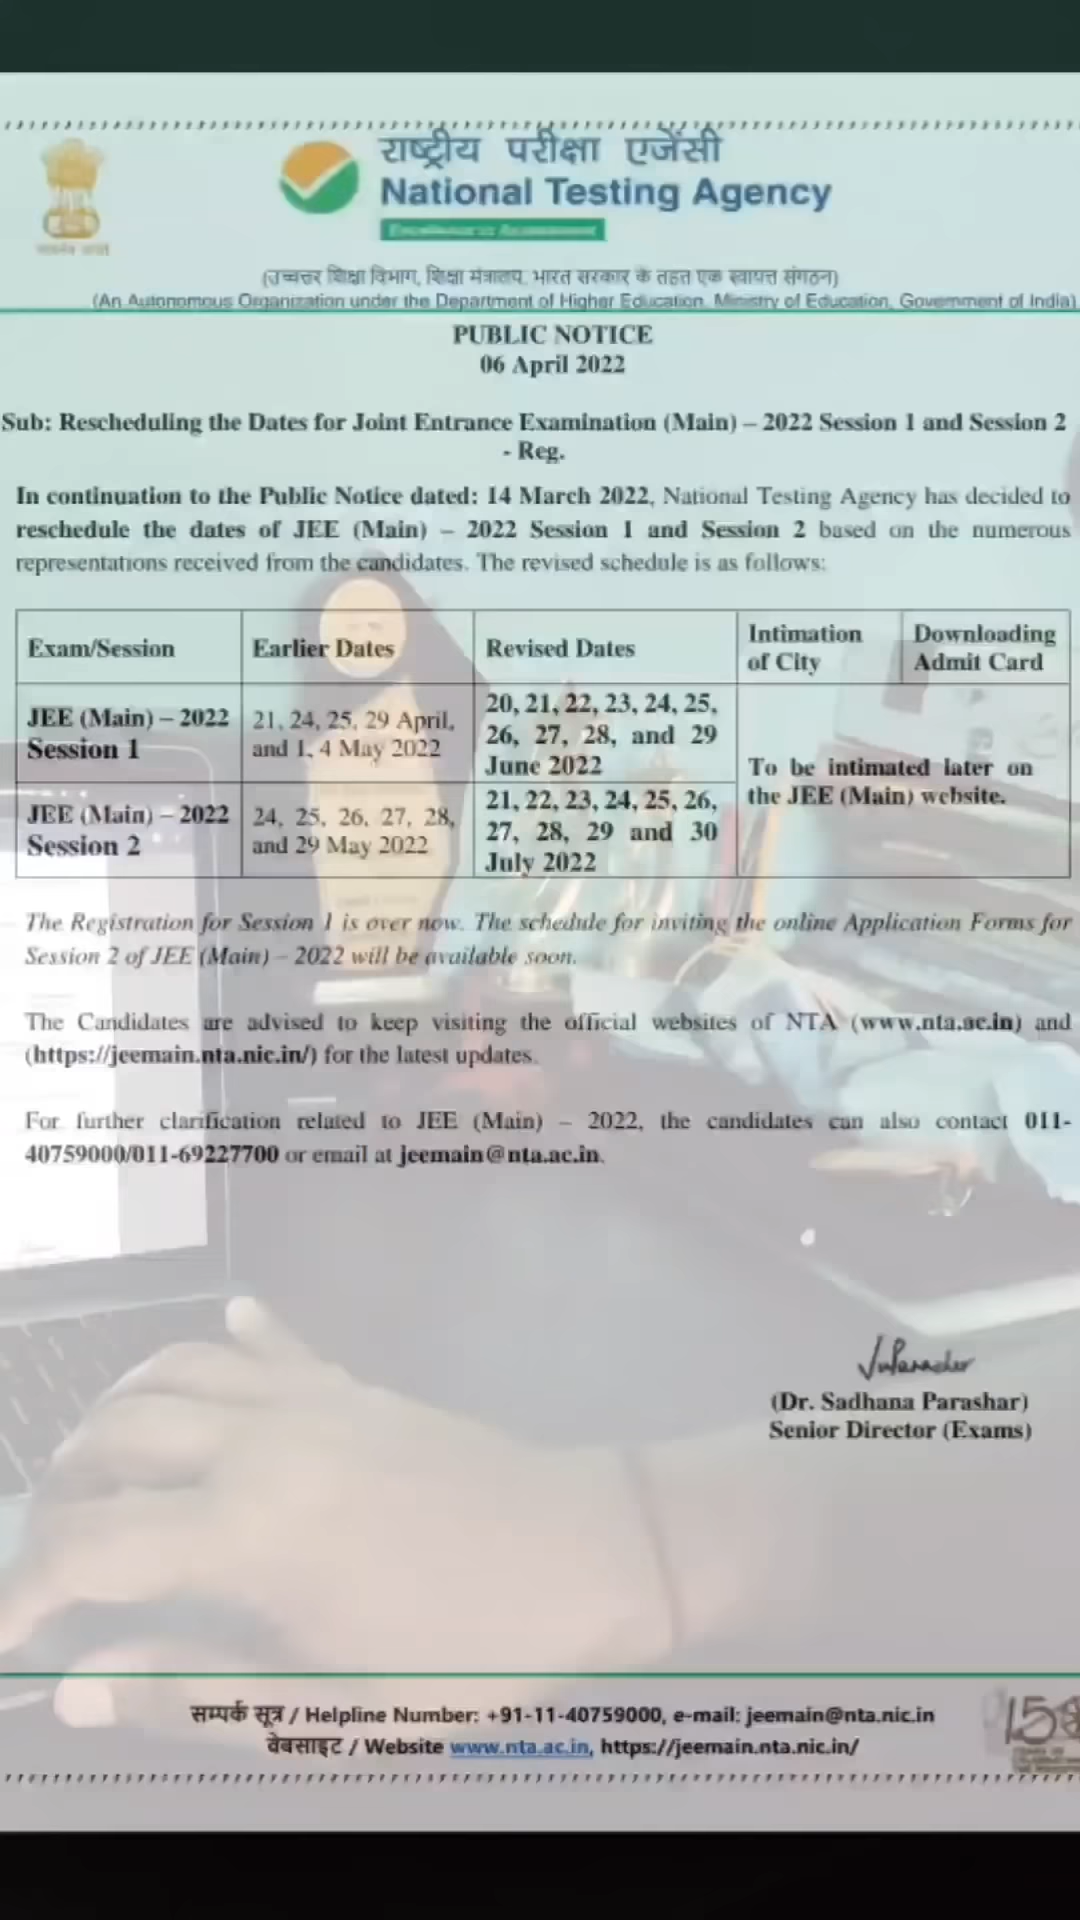 राष्ट्रीय परीक्षा एजेंसी
National Testing Agency
Excellence in Assessment
(उच्चत्तर शिक्षा विभाग, शिक्षा मंत्रालय, भारत सरकार के तहत एक स्वायत्त संगठन)
(An Autonomous Organization under the Department of Higher Education, Ministry of Education, Government of India)
PUBLIC NOTICE
06 April 2022
Sub: Rescheduling the Dates for Joint Entrance Examination (Main) – 2022 Session 1 and Session 2
- Reg.
In continuation to the Public Notice dated: 14 March 2022, National Testing Agency has decided to
reschedule the dates of JEE (Main) – 2022 Session 1 and Session 2 based on the numerous
representations received from the candidates. The revised schedule is as follows:
Exam/Session Earlier Dates Revised Dates Intimation of City Downloading Admit Card
JEE (Main) – 2022 21, 24, 25, 29 April, 20, 21, 22, 23, 24, 25,
Session 1 and 1, 4 May 2022 26, 27, 28, and 29
June 2022
To be intimated later on
the JEE (Main) website.
JEE (Main) – 2022 24, 25, 26, 27, 28, 21, 22, 23, 24, 25, 26,
Session 2 and 29 May 2022 27, 28, 29 and 30
July 2022
The Registration for Session 1 is over now. The schedule for inviting the online Application Forms for
Session 2 of JEE (Main) – 2022 will be available soon.
The Candidates are advised to keep visiting the official websites of NTA (www.nta.ac.in) and
(https://jeemain.nta.nic.in/) for the latest updates.
For further clarification related to JEE (Main) – 2022, the candidates can also contact 011-
40759000/011-69227700 or email at jeemain@nta.ac.in.
(Dr. Sadhana Parashar)
Senior Director (Exams)
सम्पर्क सूत्र / Helpline Number: +91-11-40759000, e-mail: jeemain@nta.nic.in
वेबसाइट / Website www.nta.ac.in, https://jeemain.nta.nic.in/